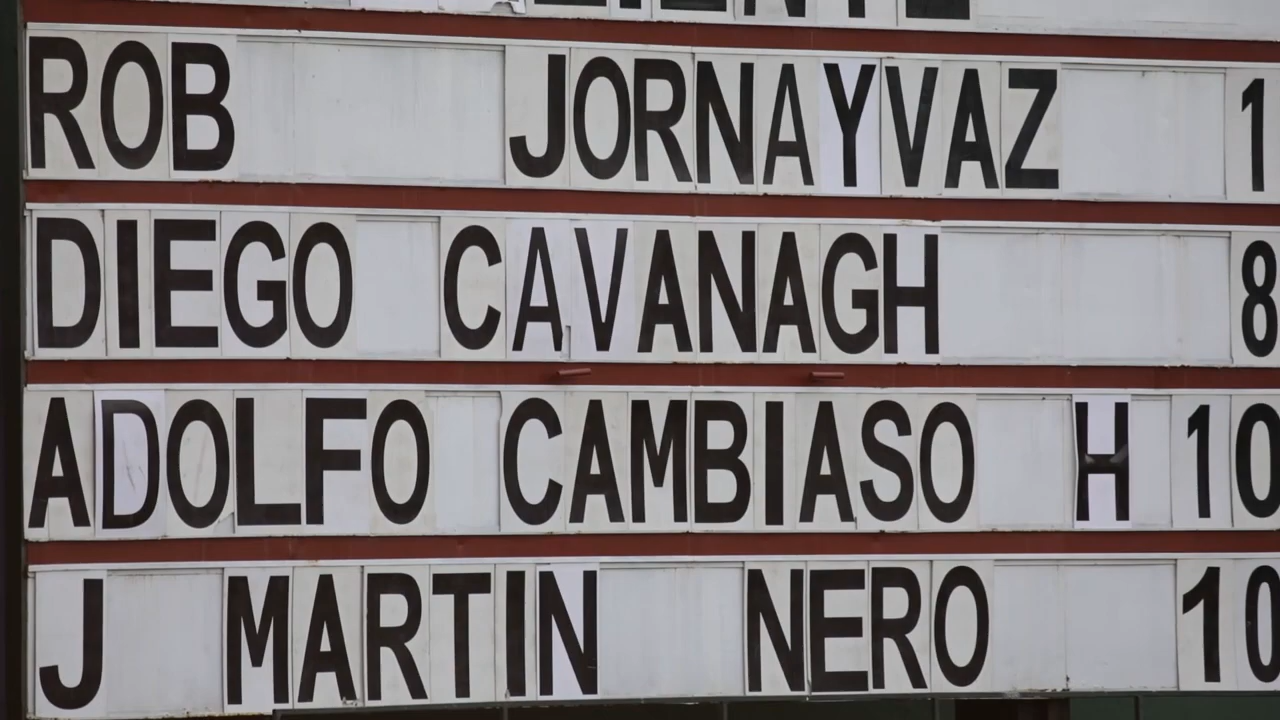 ROB JORNAYVAZ 1
DIEGO CAVANAGH 8
ADOLFO CAMBIASO H 10
J MARTIN NERO 10